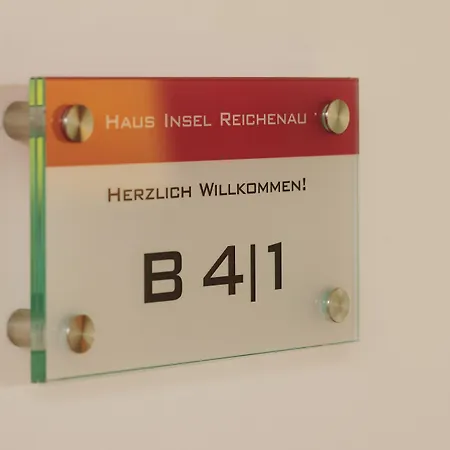 Haus Insel Reichenau
Herzlich Willkommen!
B 4|1